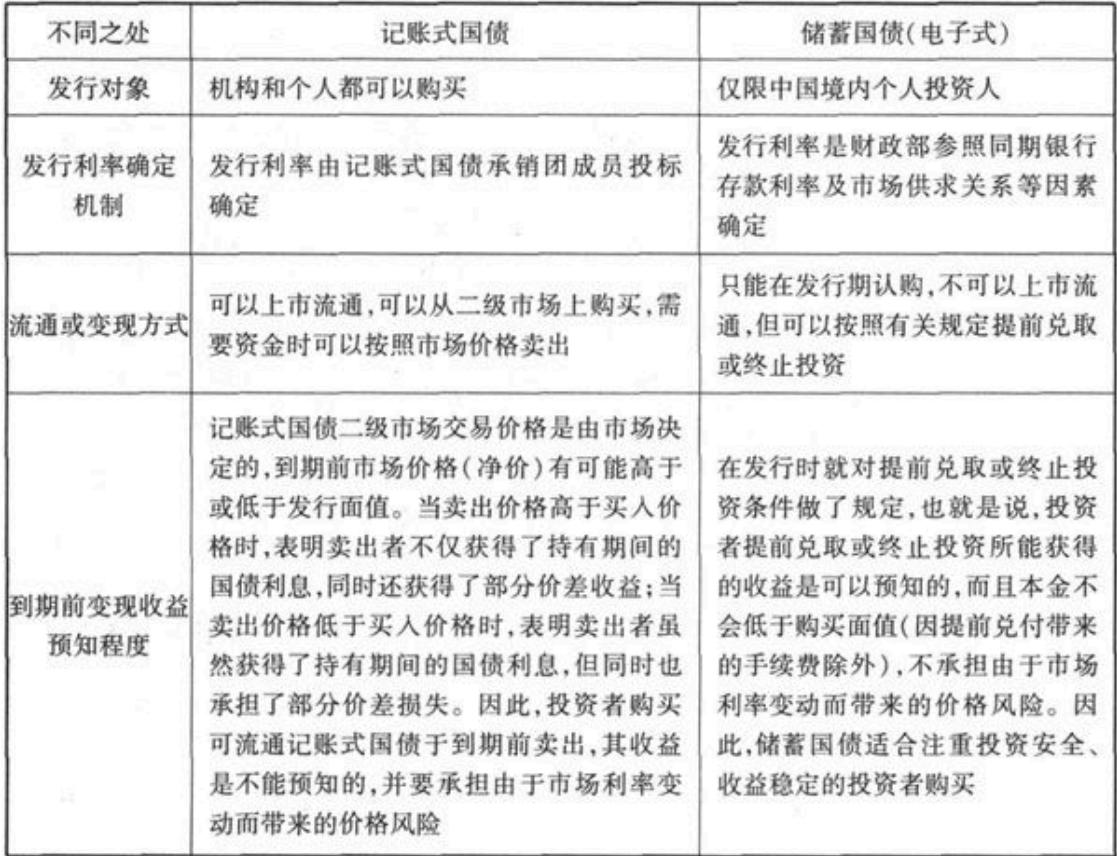 不同之处
记账式国债
储蓄国债(电子式)
发行对象
机构和个人都可以购买
仅限中国境内个人投资人
发行利率确定
机制
发行利率由记账式国债承销团成员投标
确定
发行利率是财政部参照同期银行
存款利率及市场供求关系等因素
确定
流通或变现方式
可以上市流通,可以从二级市场上购买,需
要资金时可以按照市场价格卖出
只能在发行期认购,不可以上市流
通,但可以按照有关规定提前兑取
或终止投资
到期前变现收益
预知程度
记账式国债二级市场交易价格是由市场决
定的,到期前市场价格(净价)有可能高于
或低于发行面值。当卖出价格高于买入价
格时,表明卖出者不仅获得了持有期间的
国债利息,同时还获得了部分价差收益;当
卖出价格低于买入价格时,表明卖出者虽
然获得了持有期间的国债利息,但同时也
承担了部分价差损失。因此,投资者购买
可流通记账式国债于到期前卖出,其收益
是不能预知的,并要承担由于市场利率变
动而带来的价格风险
在发行时就对提前兑取或终止投
资条件做了规定,也就是说,投资
者提前兑取或终止投资所能获得
的收益是可以预知的,而且本金不
会低于购买面值(因提前兑付带来
的手续费除外),不承担由于市场
利率变动而带来的价格风险。因
此,储蓄国债适合注重投资安全、
收益稳定的投资者购买